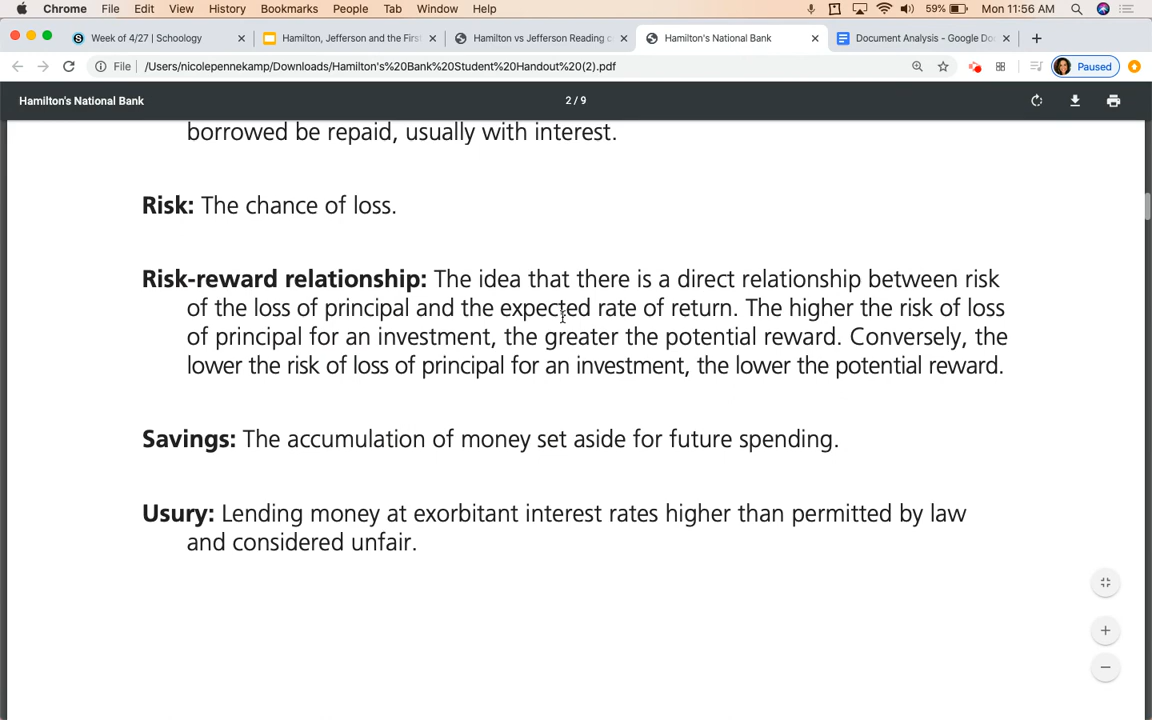 Chrome File Edit View History Bookmarks People Tab Window Help 59% Mon 11:56 AM
Week of 4/27 | Schoology Hamilton, Jefferson and the Firs Hamilton vs Jefferson Reading c Hamilton's National Bank Document Analysis - Google Do
File /Users/nicolepennekamp/Downloads/Hamilton's%20Bank%20Student%20Handout%20(2).pdf Paused
Hamilton's National Bank 2 / 9
borrowed be repaid, usually with interest.
Risk: The chance of loss.
Risk-reward relationship: The idea that there is a direct relationship between risk
of the loss of principal and the expected rate of return. The higher the risk of loss
of principal for an investment, the greater the potential reward. Conversely, the
lower the risk of loss of principal for an investment, the lower the potential reward.
Savings: The accumulation of money set aside for future spending.
Usury: Lending money at exorbitant interest rates higher than permitted by law
and considered unfair.